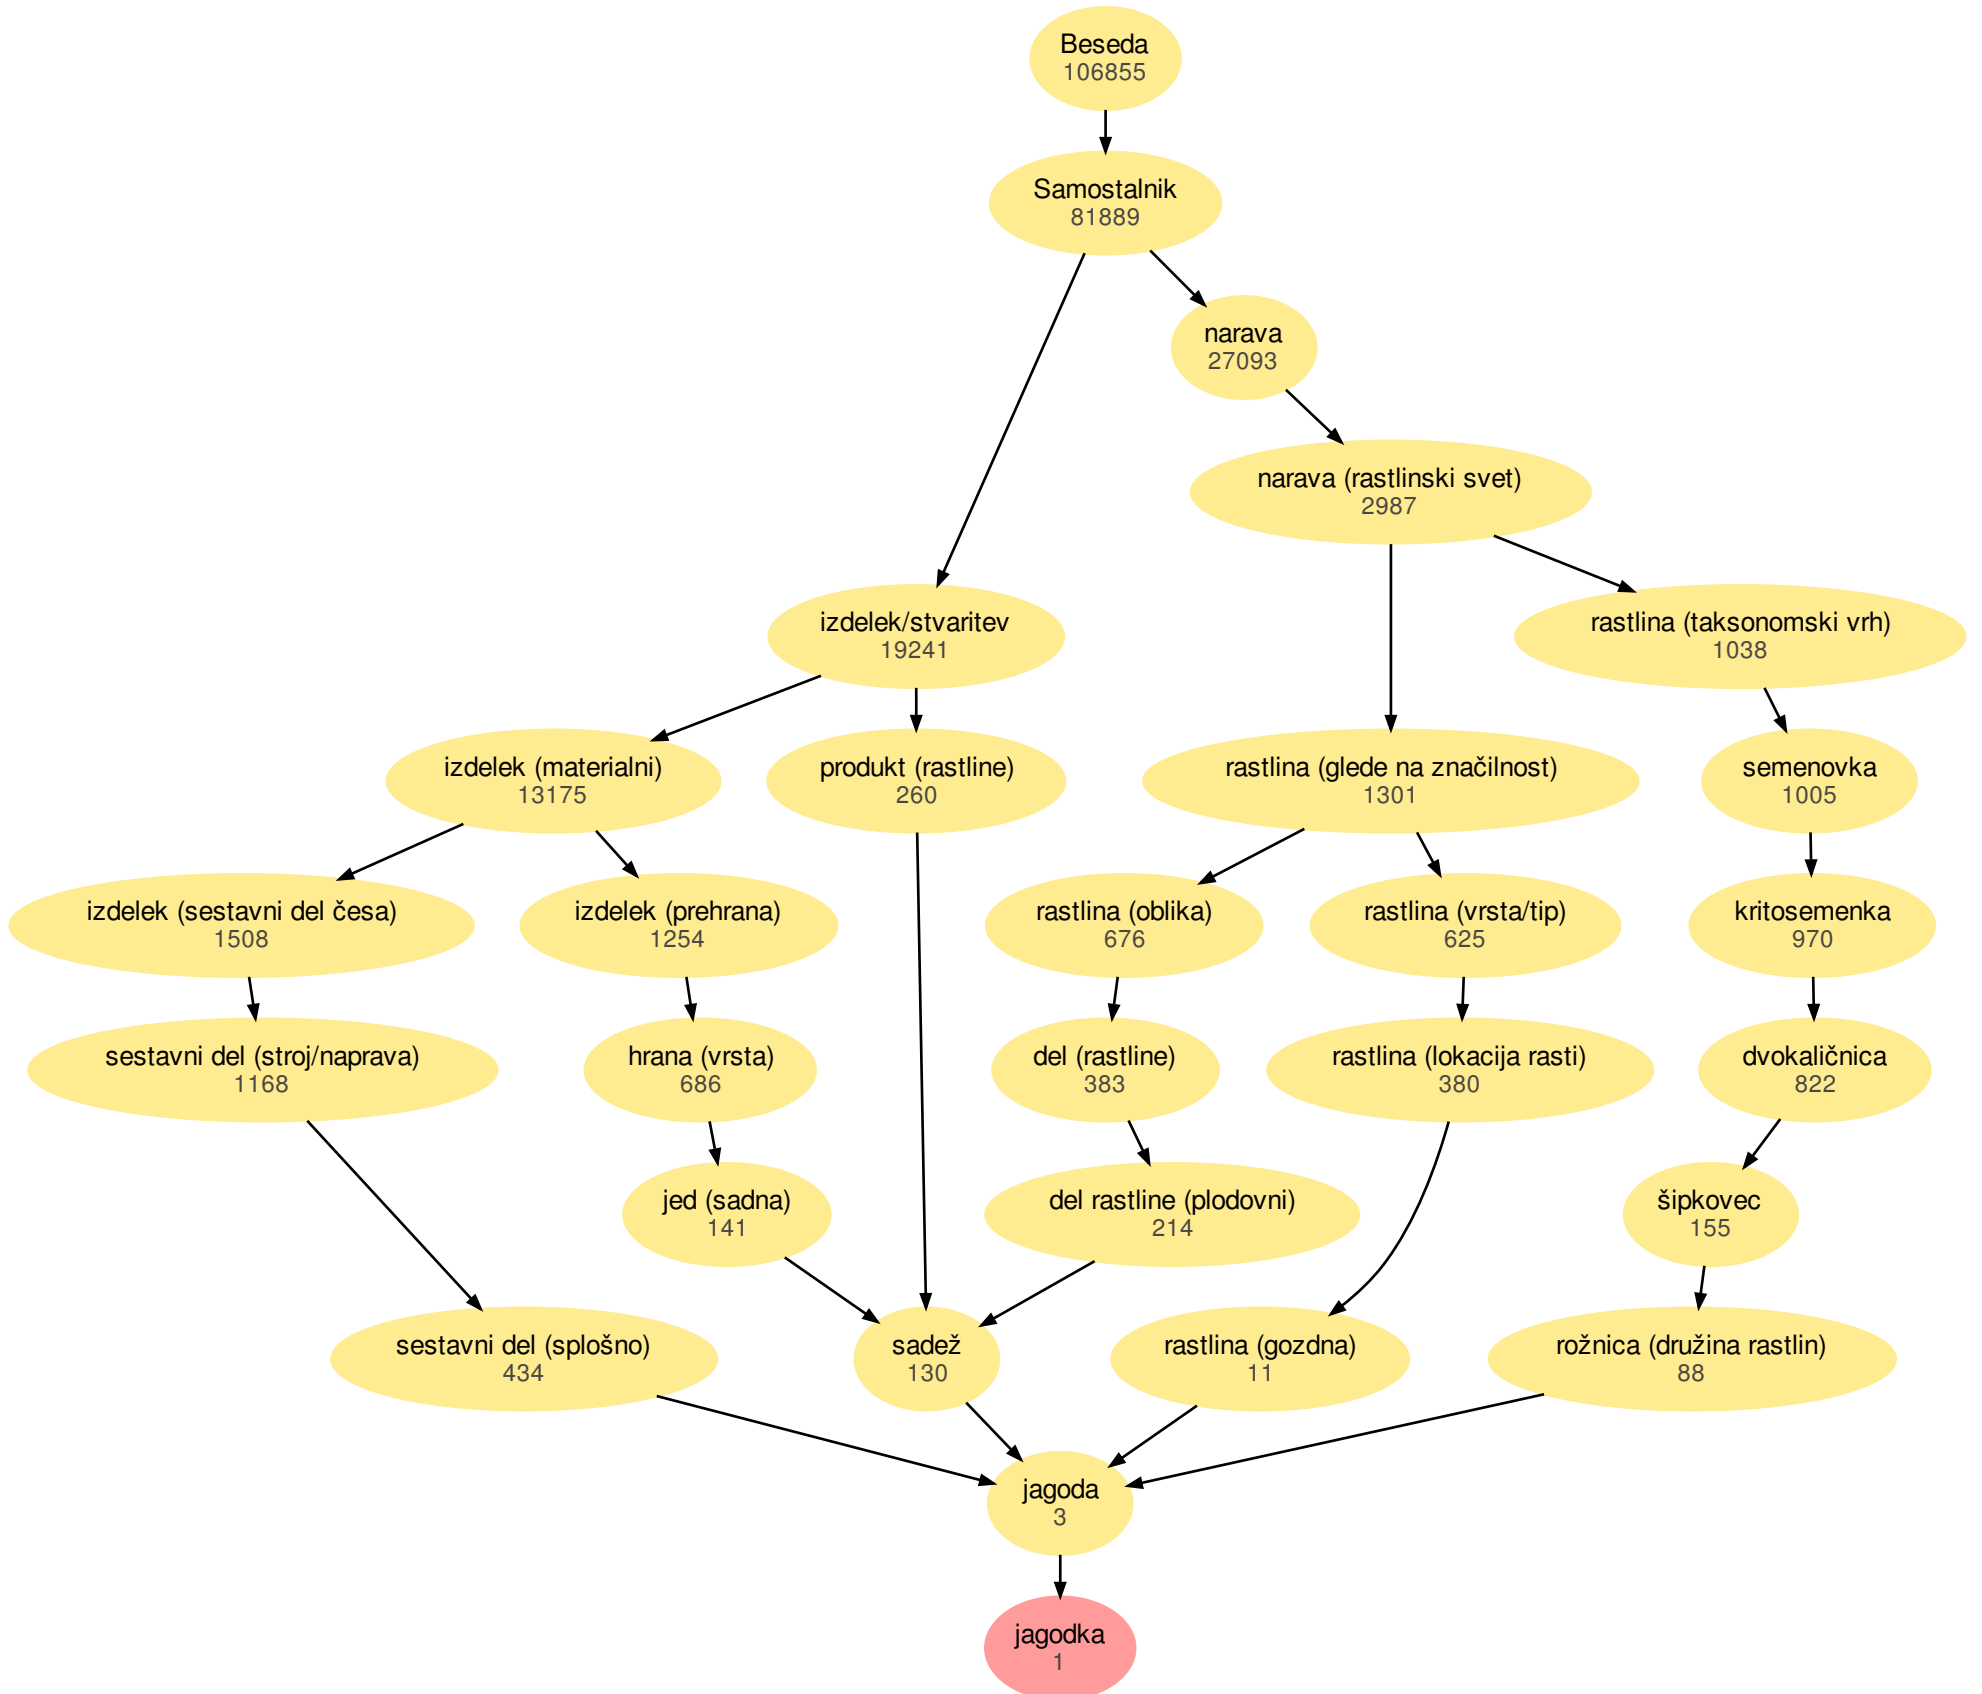 Beseda
106855
Samostalnik
81889
narava
27093
narava (rastlinski svet)
2987
izdelek/stvaritev
19241
rastlina (taksonomski vrh)
1038
izdelek (materialni)
13175
produkt (rastline)
260
rastlina (glede na značilnost)
1301
semenovka
1005
izdelek (sestavni del česa)
1508
izdelek (prehrana)
1254
rastlina (oblika)
676
rastlina (vrsta/tip)
625
kritosemenka
970
sestavni del (stroj/naprava)
1168
hrana (vrsta)
686
del (rastline)
383
rastlina (lokacija rasti)
380
dvokaličnica
822
jed (sadna)
141
del rastline (plodovni)
214
šipkovec
155
sestavni del (splošno)
434
sadež
130
rastlina (gozdna)
11
rožnica (družina rastlin)
88
jagoda
3
jagodka
1